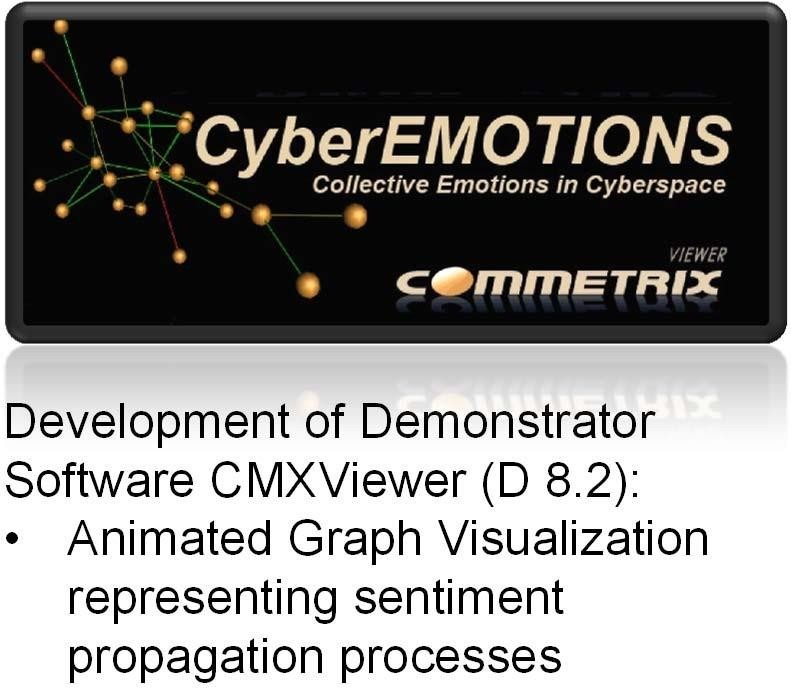 CyberEMOTIONS
Collective Emotions in Cyberspace
VIEWER
COMMETRIX
Development of Demonstrator
Software CMXViewer (D 8.2):
• Animated Graph Visualization
representing sentiment
propagation processes